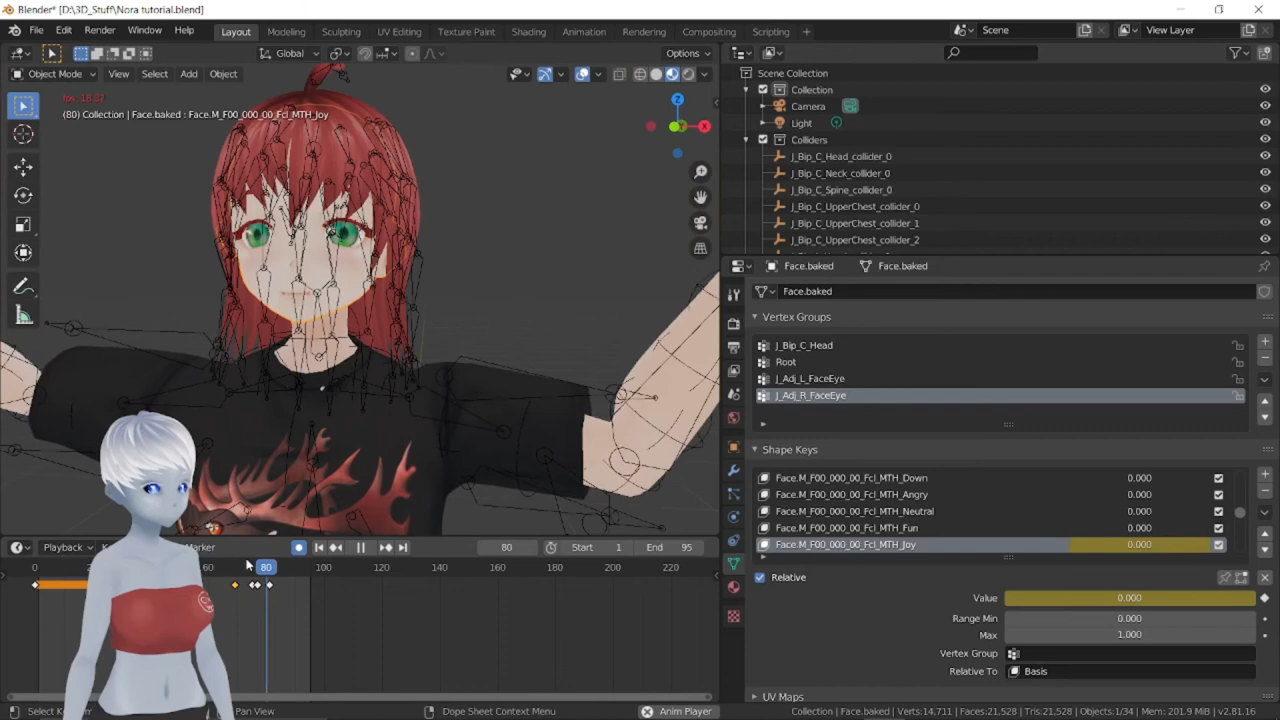 Blender* [D:\3D_Stuff\Nora tutorial.blend]
File Edit Render Window Help Layout Modeling Sculpting UV Editing Texture Paint Shading Animation Rendering Compositing Scripting + Scene View Layer
Global Options
Object Mode View Select Add Object
fps: 18.87
(80) Collection | Face.baked : Face.M_F00_000_00_Fcl_MTH_Joy
Z
X
Scene Collection
Collection
Camera
Light
Colliders
J_Bip_C_Head_collider_0
J_Bip_C_Neck_collider_0
J_Bip_C_Spine_collider_0
J_Bip_C_UpperChest_collider_0
J_Bip_C_UpperChest_collider_1
J_Bip_C_UpperChest_collider_2
Face.baked Face.baked
Face.baked
Vertex Groups
J_Bip_C_Head
Root
J_Adj_L_FaceEye
J_Adj_R_FaceEye
Shape Keys
Face.M_F00_000_00_Fcl_MTH_Down 0.000
Face.M_F00_000_00_Fcl_MTH_Angry 0.000
Face.M_F00_000_00_Fcl_MTH_Neutral 0.000
Face.M_F00_000_00_Fcl_MTH_Fun 0.000
Face.M_F00_000_00_Fcl_MTH_Joy 0.000
Relative
Value 0.000
Range Min 0.000
Max 1.000
Vertex Group
Relative To Basis
UV Maps
Playback Marker 80 Start 1 End 95
0 60 80 100 120 140 160 180 200 220
Select Pan View Dope Sheet Context Menu Anim Player Collection | Face.baked | Verts:14,711 | Faces:21,528 | Tris:21,528 | Objects:1/34 | Mem: 201.9 MiB | v2.81.16